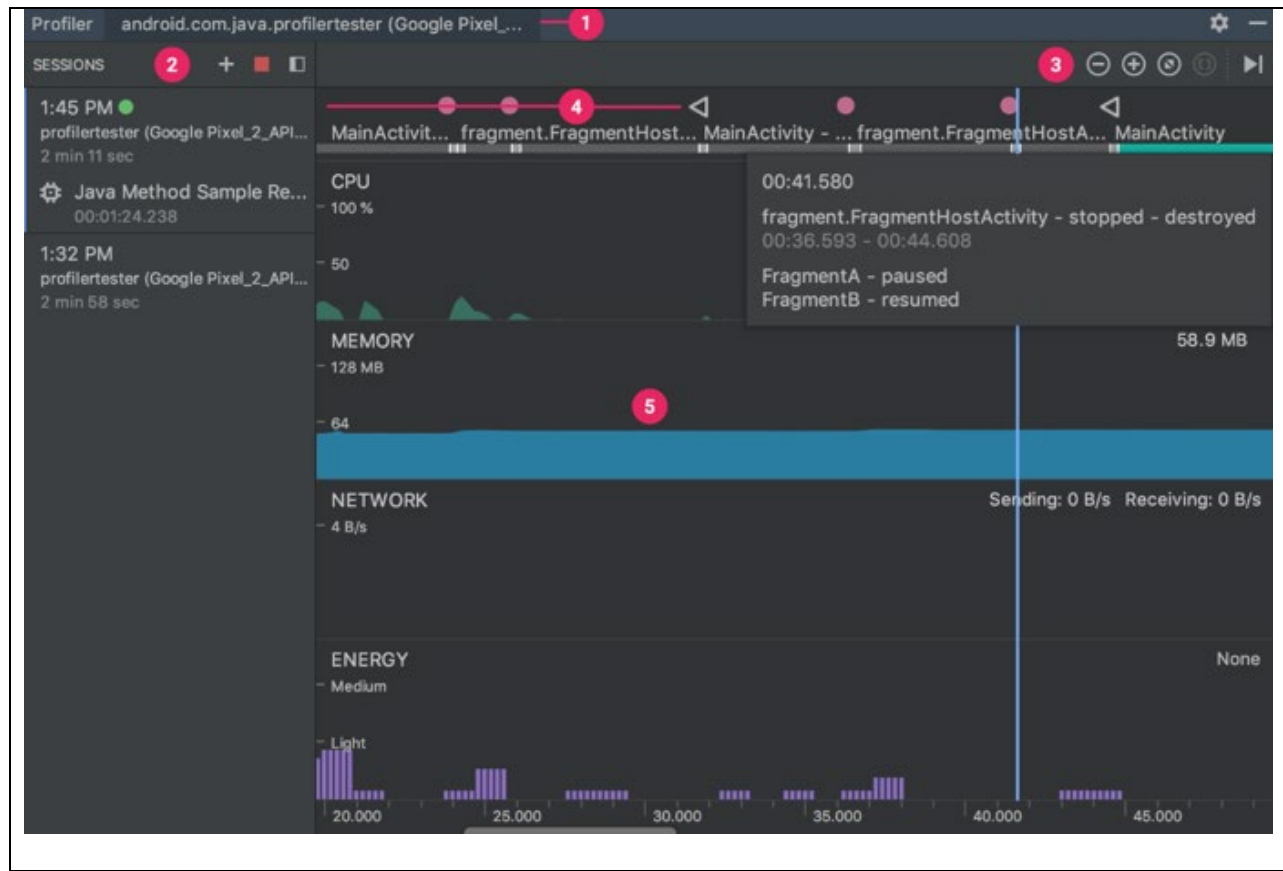 Profiler android.com.java.profilertester (Google Pixel_... 1
SESSIONS 2
3
1:45 PM
profilertester (Google Pixel_2_API...
2 min 11 sec
Java Method Sample Re...
00:01:24.238
1:32 PM
profilertester (Google Pixel_2_API...
2 min 58 sec
4
MainActivit... fragment.FragmentHost... MainActivity - ... fragment.FragmentHostA... MainActivity
CPU
100 %
50
00:41.580
fragment.FragmentHostActivity - stopped - destroyed
00:36.593 - 00:44.608
FragmentA - paused
FragmentB - resumed
MEMORY 58.9 MB
128 MB
5
64
NETWORK Sending: 0 B/s Receiving: 0 B/s
4 B/s
ENERGY None
Medium
Light
20.000 25.000 30.000 35.000 40.000 45.000